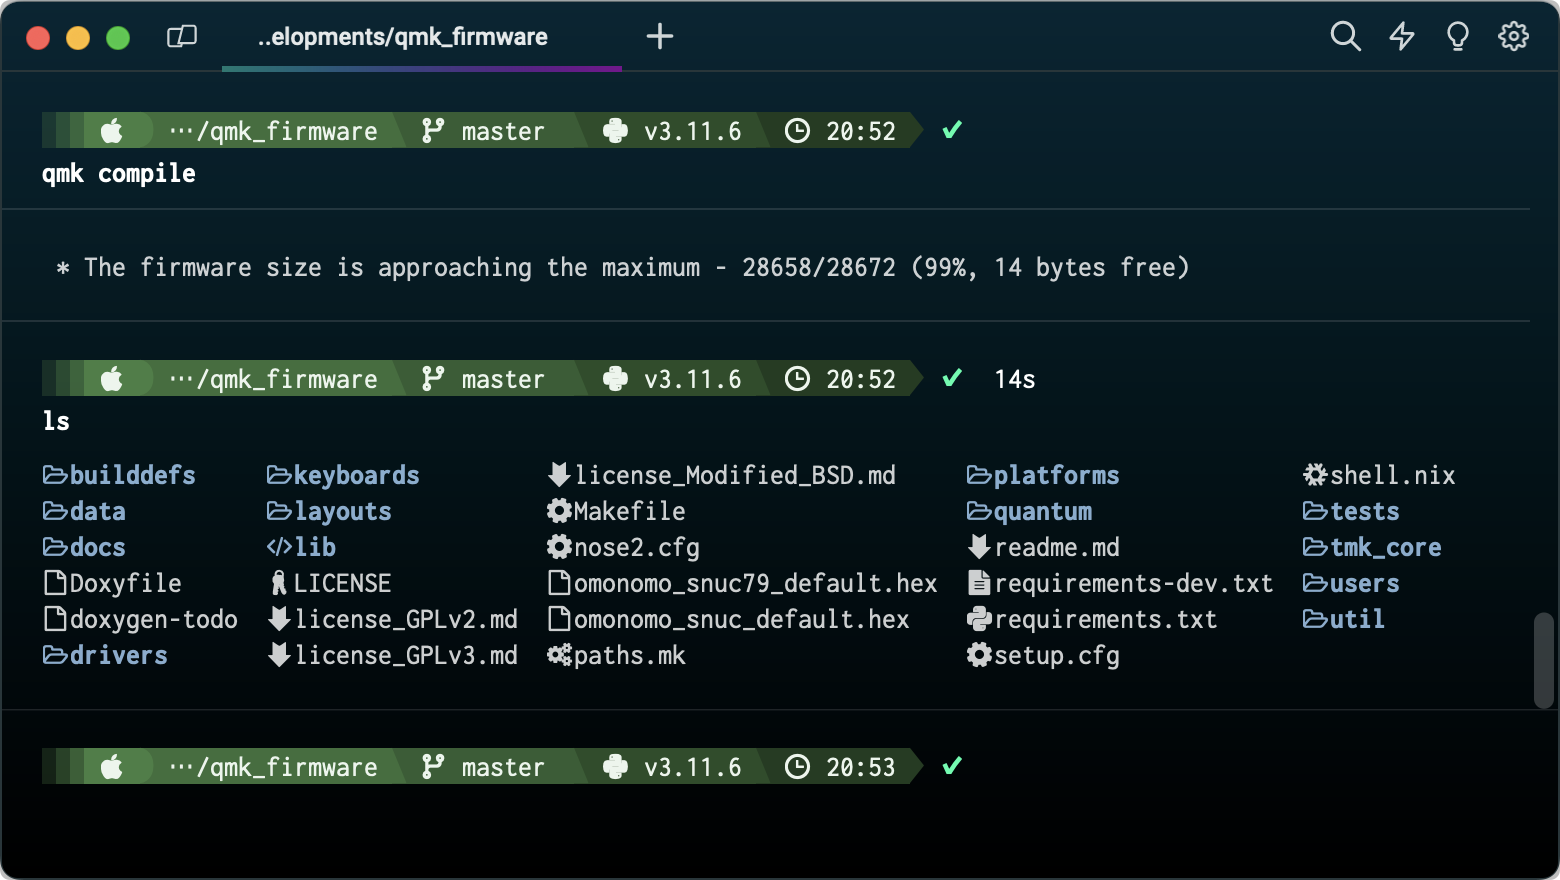 ..elopments/qmk_firmware
···/qmk_firmware master v3.11.6 20:52 ✓
qmk compile
* The firmware size is approaching the maximum - 28658/28672 (99%, 14 bytes free)
···/qmk_firmware master v3.11.6 20:52 ✓ 14s
ls
builddefs keyboards license_Modified_BSD.md platforms shell.nix
data layouts Makefile quantum tests
docs lib nose2.cfg readme.md tmk_core
Doxyfile LICENSE omonomo_snuc79_default.hex requirements-dev.txt users
doxygen-todo license_GPLv2.md omonomo_snuc_default.hex requirements.txt util
drivers license_GPLv3.md paths.mk setup.cfg
···/qmk_firmware master v3.11.6 20:53 ✓